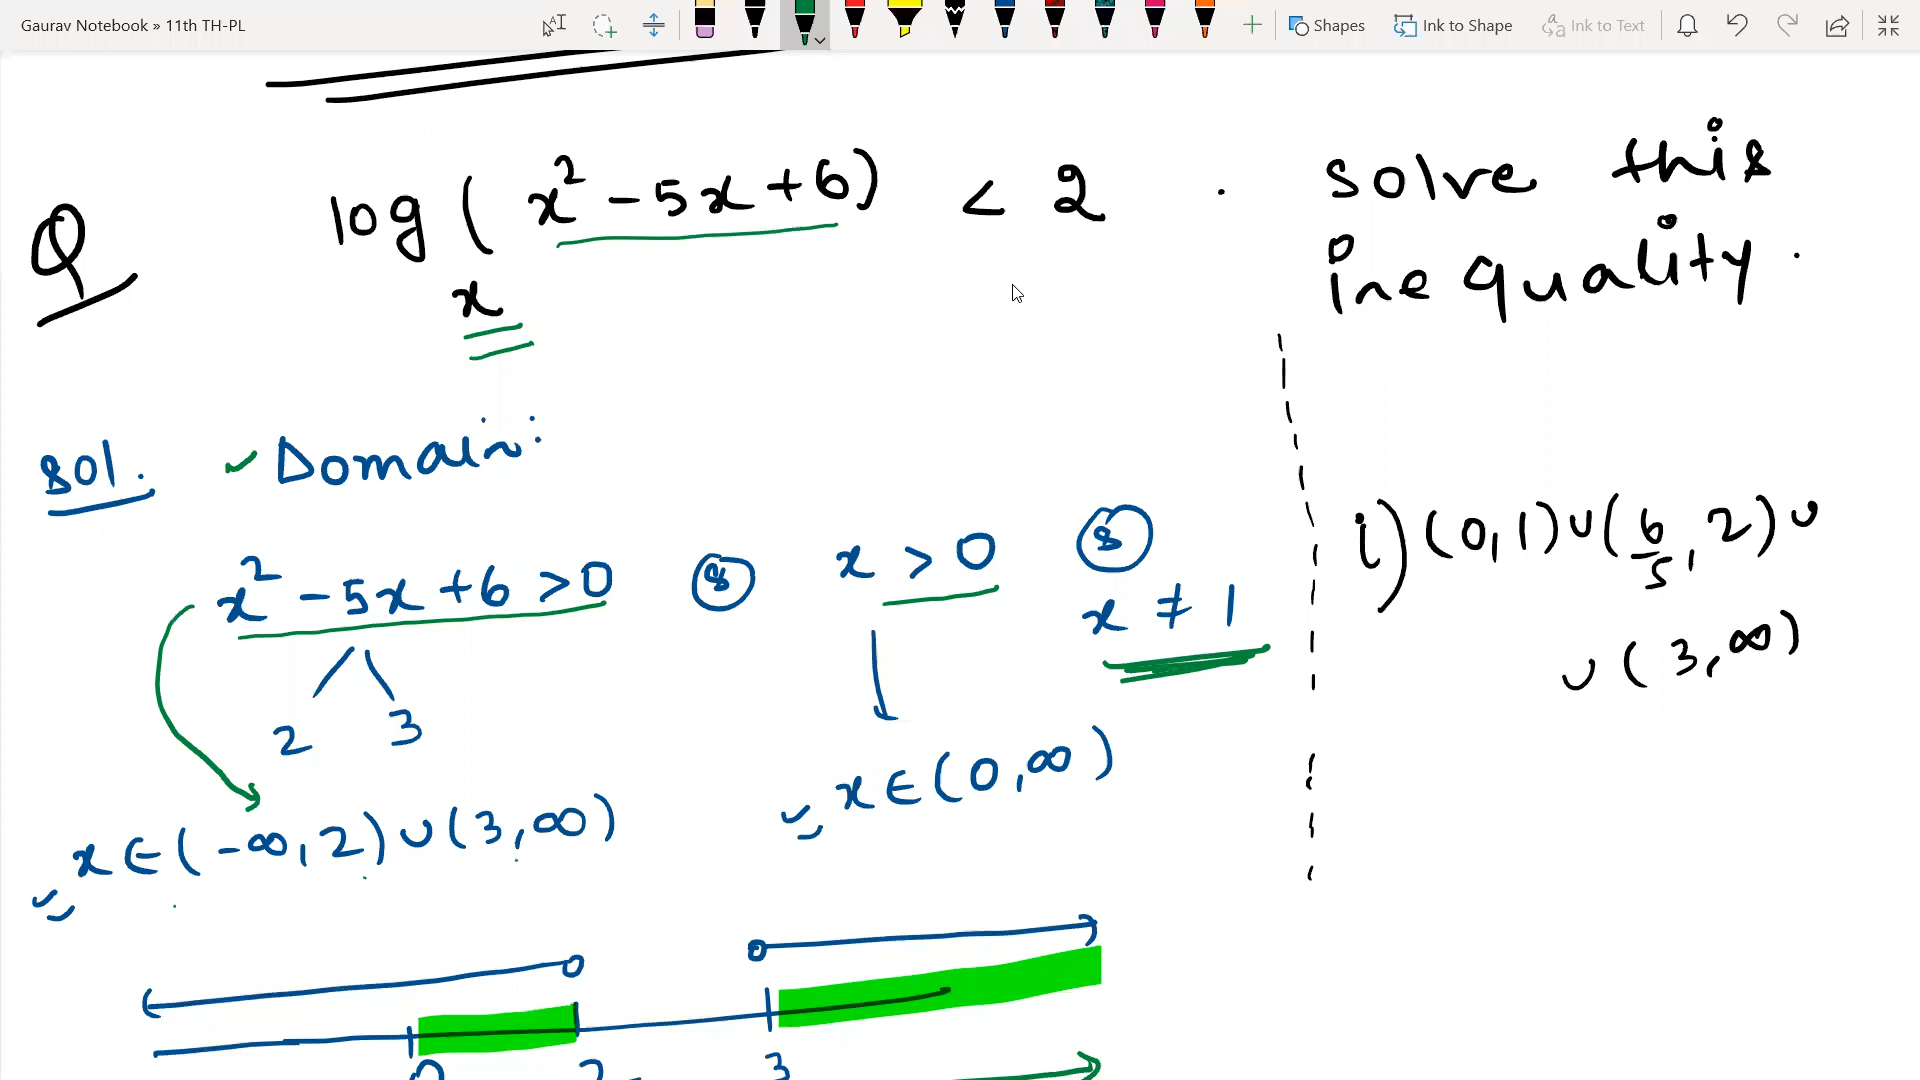 Gaurav Notebook » 11th TH-PL
Shapes Ink to Shape Ink to Text
Q log x (x² - 5x + 6) < 2 . solve this
inequality.
Sol. ✓ Domain:
x² - 5x + 6 > 0 & x > 0 & x ≠ 1
2 3
x ∈ (-∞, 2) ∪ (3, ∞)
x ∈ (0, ∞)
i) (0, 1) ∪ (6/5, 2) ∪
∪ (3, ∞)
0 2 3